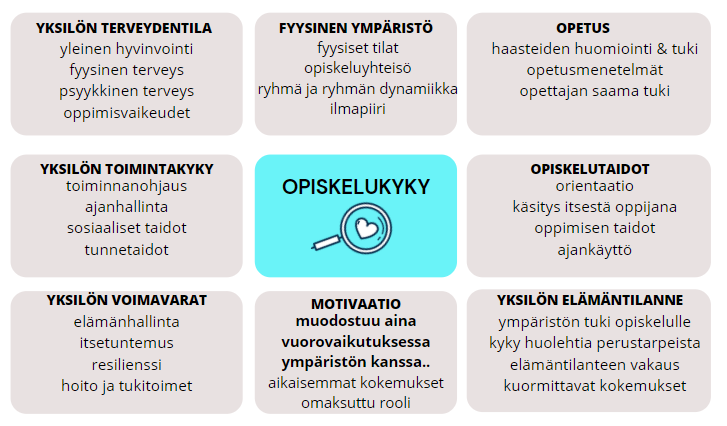 YKSILÖN TERVEYDENTILA
yleinen hyvinvointi
fyysinen terveys
psyykkinen terveys
oppimisvaikeudet
FYYSINEN YMPÄRISTÖ
fyysiset tilat
opiskeluyhteisö
ryhmä ja ryhmän dynamiikka
ilmapiiri
OPETUS
haasteiden huomiointi & tuki
opetusmenetelmät
opettajan saama tuki
YKSILÖN TOIMINTAKYKY
toiminnanohjaus
ajanhallinta
sosiaaliset taidot
tunnetaidot
OPISKELUKYKY
OPISKELUTAIDOT
orientaatio
käsitys itsestä oppijana
oppimisen taidot
ajankäyttö
YKSILÖN VOIMAVARAT
elämänhallinta
itsetuntemus
resilienssi
hoito ja tukitoimet
MOTIVAATIO
muodostuu aina
vuorovaikutuksessa
ympäristön kanssa..
aikaisemmat kokemukset
omaksuttu rooli
YKSILÖN ELÄMÄNTILANNE
ympäristön tuki opiskelulle
kyky huolehtia perustarpeista
elämäntilanteen vakaus
kuormittavat kokemukset